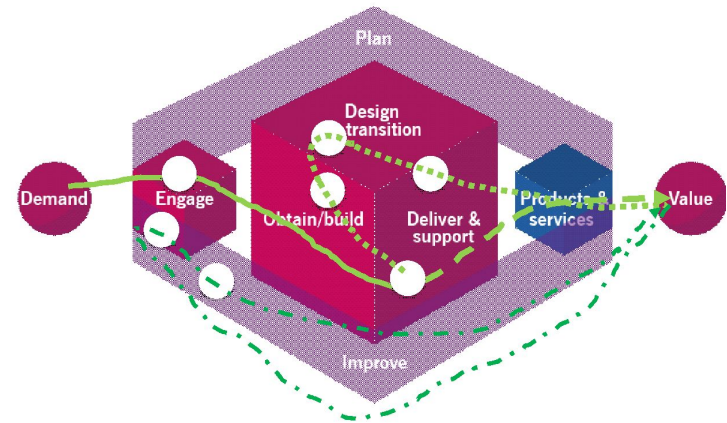 Plan
Design
transition
Demand
Engage
Obtain/build
Deliver &
support
Products &
services
Value
Improve